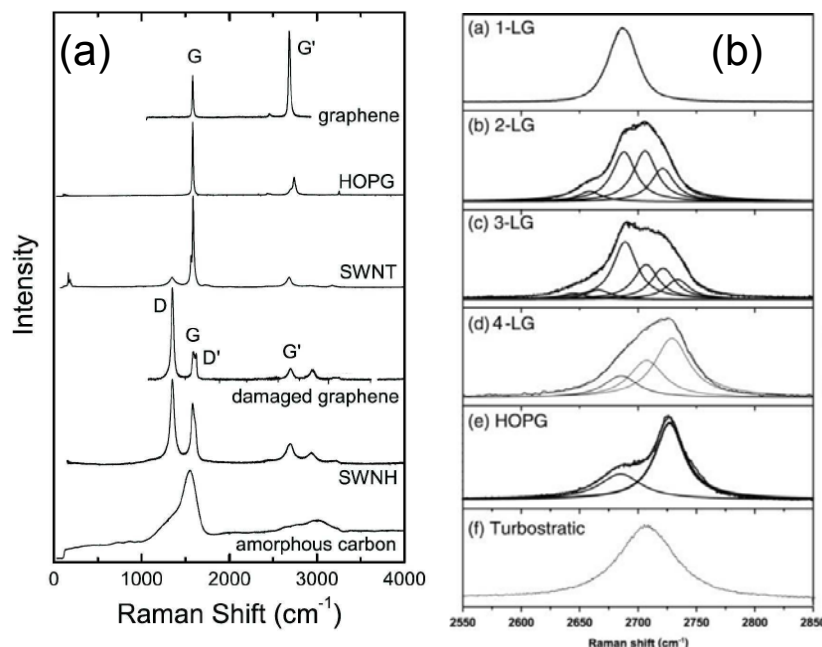 (a)
G
G'
graphene
HOPG
SWNT
D
G
D'
G'
damaged graphene
SWNH
amorphous carbon
Intensity
0 1000 2000 3000 4000
Raman Shift (cm-1)
(b)
(a) 1-LG
(b) 2-LG
(c) 3-LG
(d) 4-LG
(e) HOPG
(f) Turbostratic
2550 2600 2650 2700 2750 2800 2850
Raman shift (cm-1)